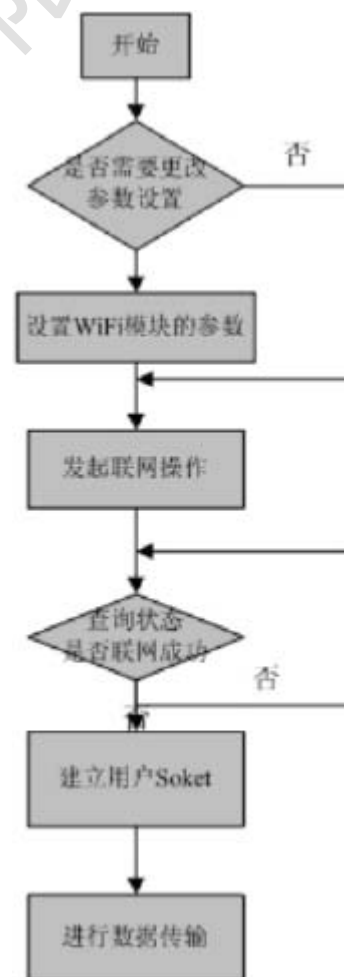 开始
是否需要更改
参数设置
否
设置WiFi模块的参数
发起联网操作
查询状态
是否联网成功
否
建立用户Soket
进行数据传输